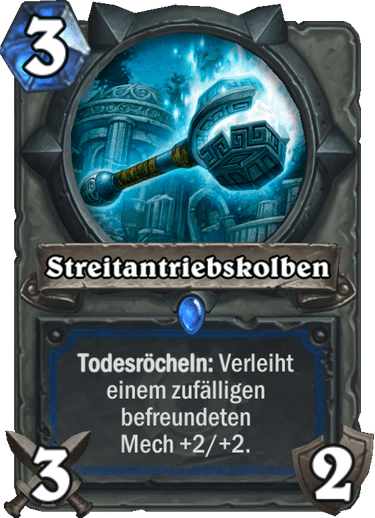 3
Streitantriebskolben
Todesröcheln: Verleiht
einem zufälligen
befreundeten
Mech +2/+2.
3
2